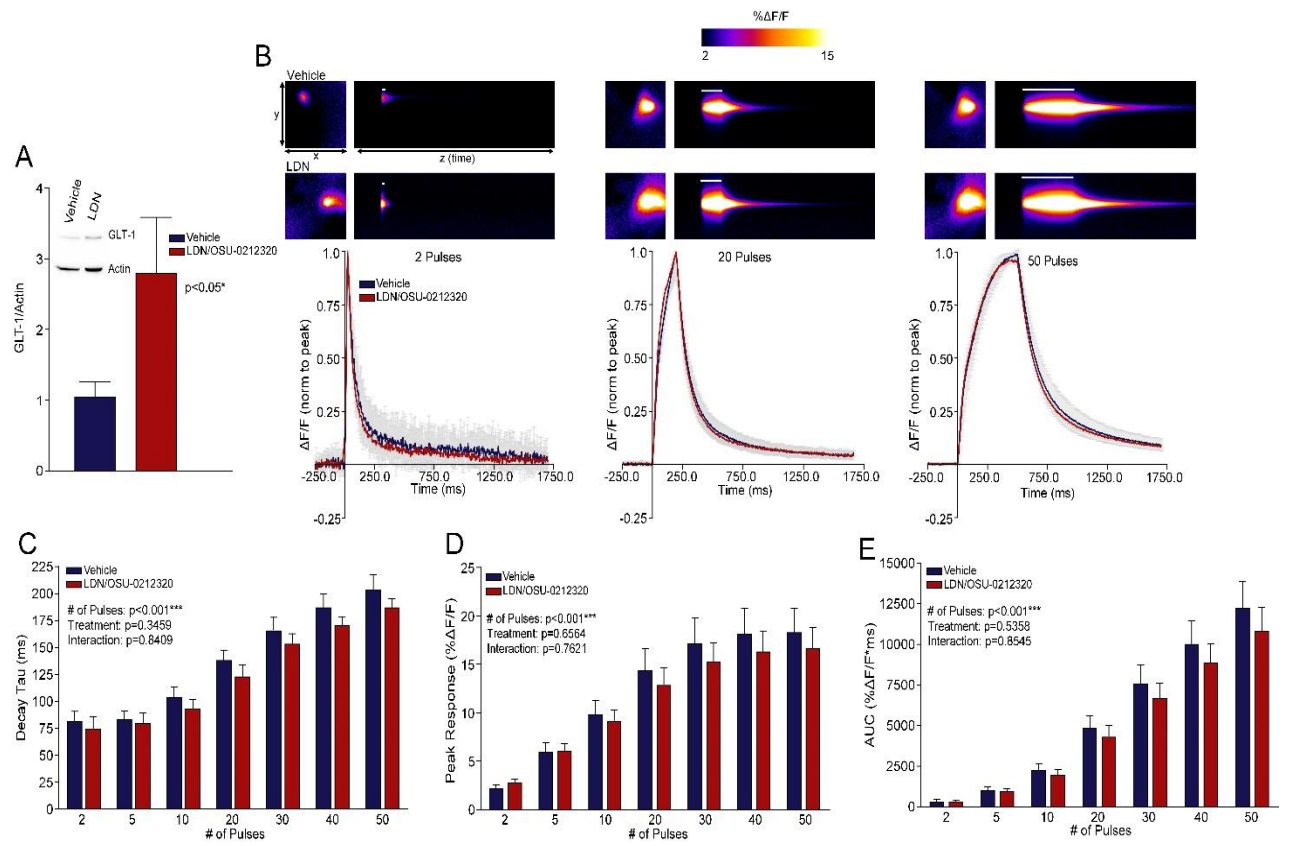 %ΔF/F
2
15
B
Vehicle
y
x
z (time)
LDN
A
4
3
2
1
0
GLT-1/Actin
Vehicle
LDN
GLT-1
Actin
Vehicle
LDN/OSU-0212320
p<0.05*
2 Pulses
Vehicle
LDN/OSU-0212320
1.0
0.75
0.50
0.25
-0.25
ΔF/F (norm to peak)
-250.0 250.0 750.0 1250.0 1750.0
Time (ms)
20 Pulses
1.0
0.75
0.50
0.25
-0.25
ΔF/F (norm to peak)
-250.0 250.0 750.0 1250.0 1750.0
Time (ms)
50 Pulses
1.0
0.75
0.50
0.25
-0.25
ΔF/F (norm to peak)
-250.0 250.0 750.0 1250.0 1750.0
Time (ms)
C
Vehicle
LDN/OSU-0212320
# of Pulses: p<0.001***
Treatment: p=0.3459
Interaction: p=0.8409
225
200
175
150
125
100
75
50
25
0
Decay Tau (ms)
2 5 10 20 30 40 50
# of Pulses
D
Vehicle
LDN/OSU-0212320
# of Pulses: p<0.001***
Treatment: p=0.6564
Interaction: p=0.7621
25
20
15
10
5
0
Peak Response (%ΔF/F)
2 5 10 20 30 40 50
# of Pulses
E
Vehicle
LDN/OSU-0212320
# of Pulses: p<0.001***
Treatment: p=0.5358
Interaction: p=0.8545
15000
12500
10000
7500
5000
2500
0
AUC (%ΔF/F*ms)
2 5 10 20 30 40 50
# of Pulses